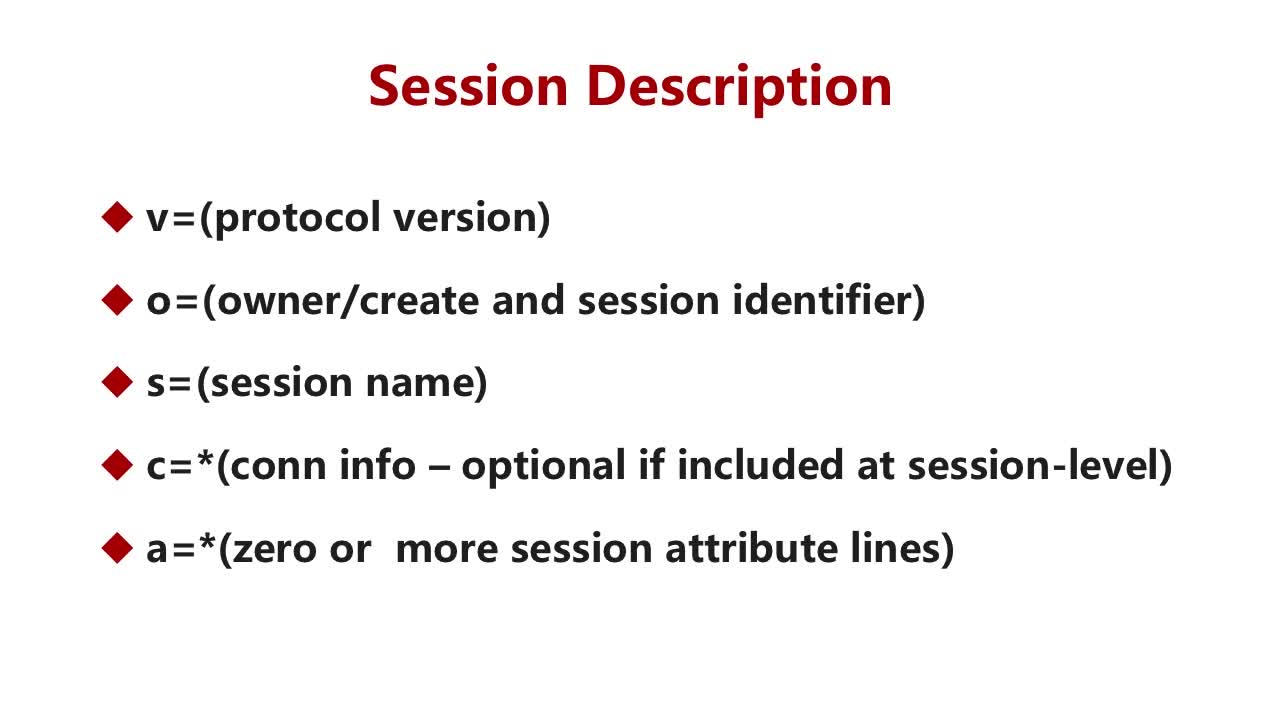 Session Description
v=(protocol version)
o=(owner/create and session identifier)
s=(session name)
c=*(conn info – optional if included at session-level)
a=*(zero or  more session attribute lines)